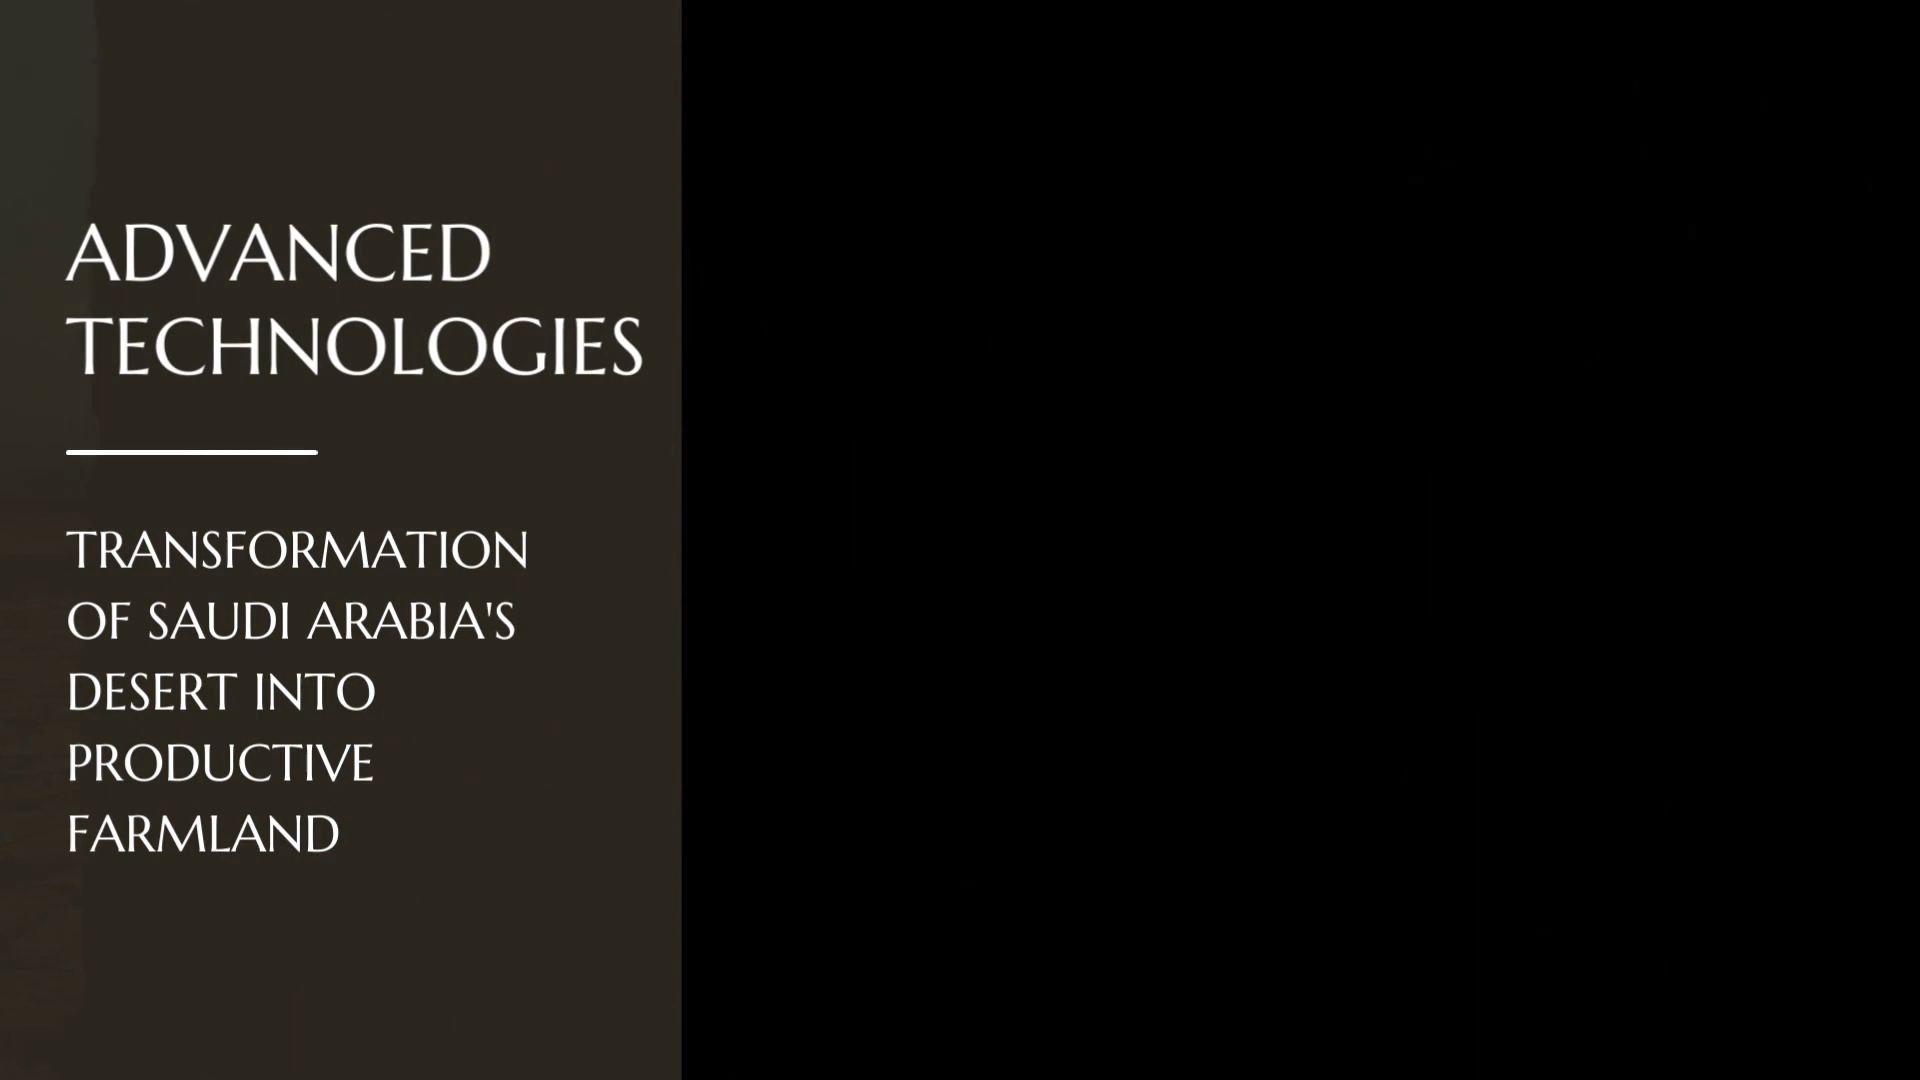 ADVANCED
TECHNOLOGIES
TRANSFORMATION
OF SAUDI ARABIA'S
DESERT INTO
PRODUCTIVE
FARMLAND